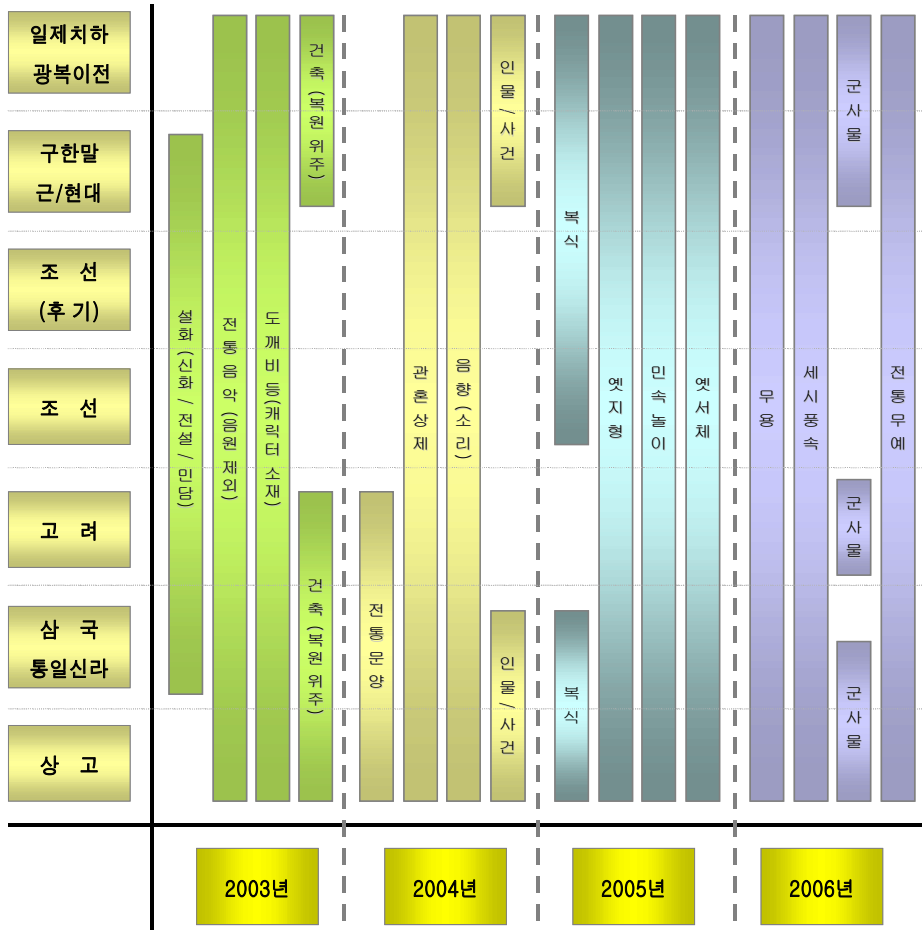 일제치하
광복이전
구한말
근/현대
조 선
(후 기)
조 선
고 려
삼 국
통일신라
상 고
설화(신화/전설/민담)
전통음악(음원제외)
도깨비등(캐릭터소재)
건축(복원위주)
건축(복원위주)
전통문양
관혼상제
음향(소리)
인물/사건
인물/사건
복식
복식
옛지형
민속놀이
옛서체
무용
세시풍속
군사물
군사물
군사물
전통무예
2003년
2004년
2005년
2006년